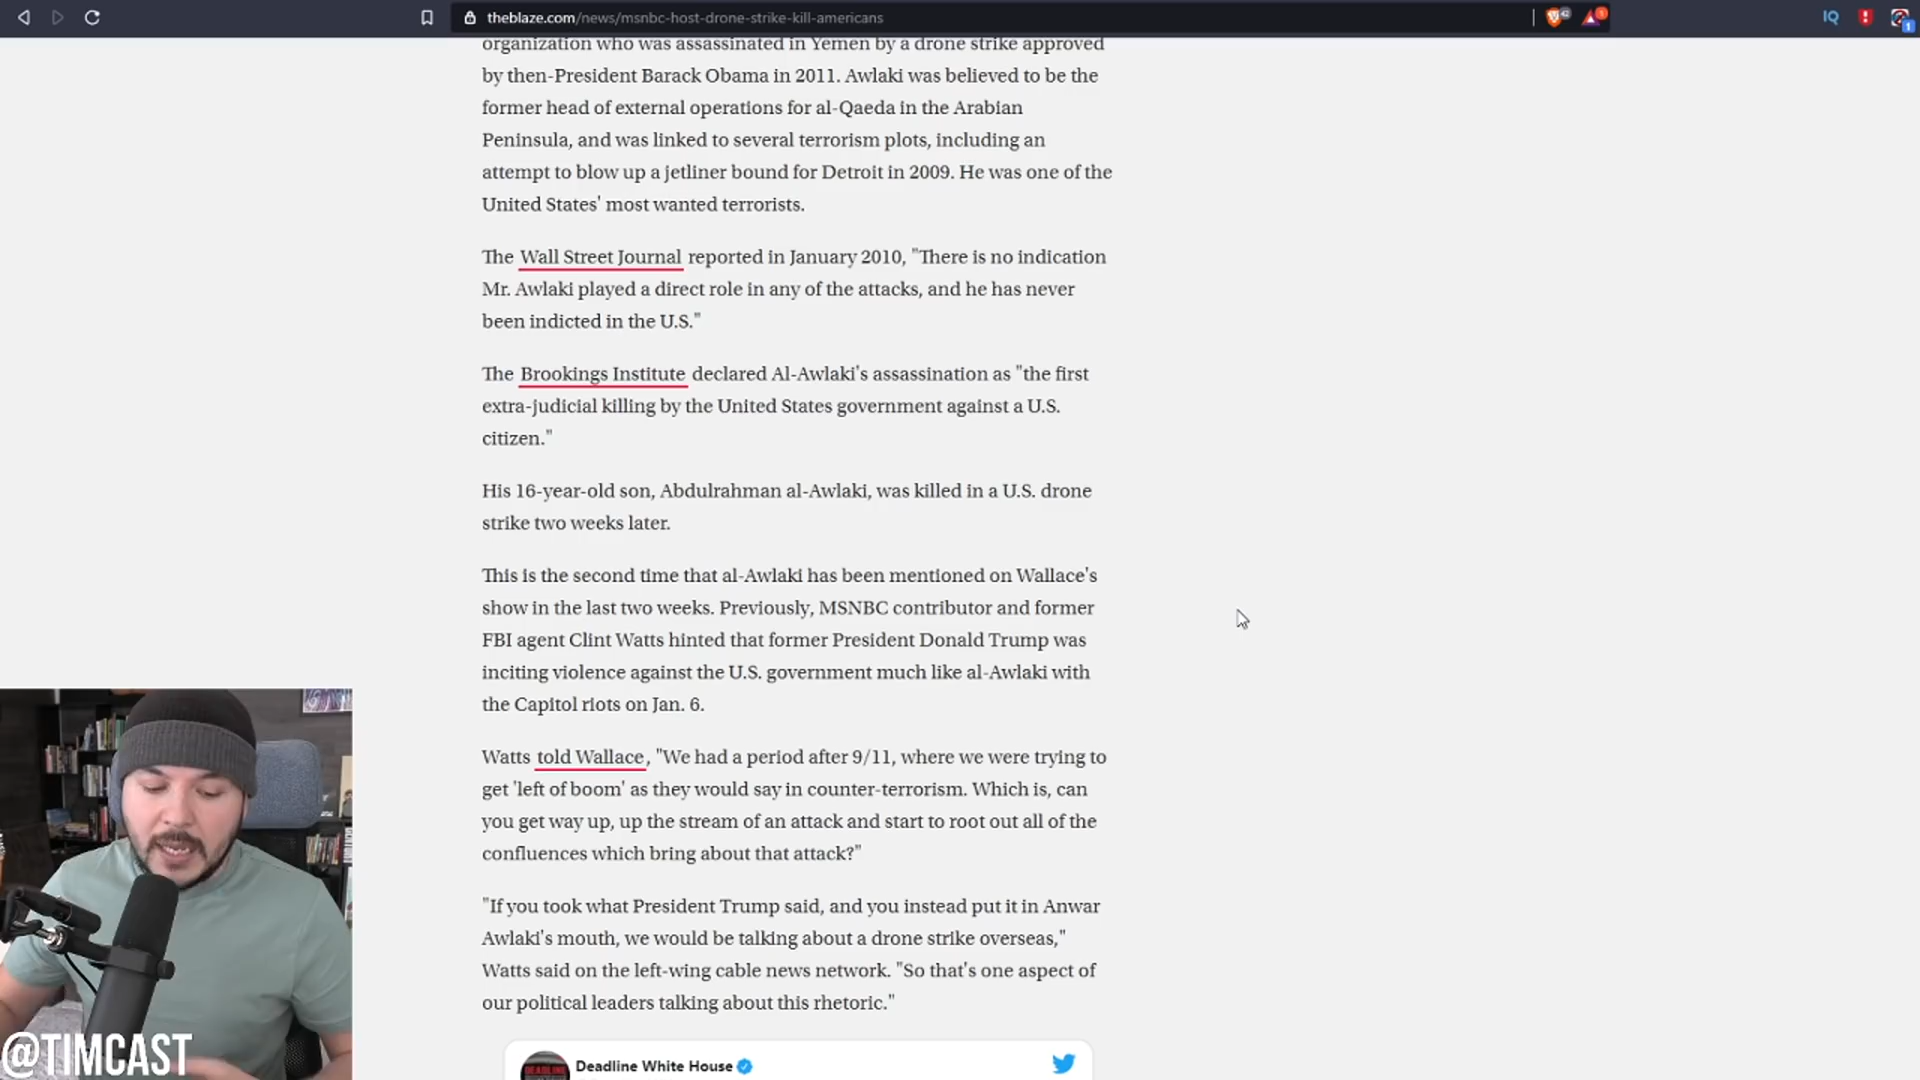 theblaze.com/news/msnbc-host-drone-strike-kill-americans
IQ
organization who was assassinated in Yemen by a drone strike approved
by then-President Barack Obama in 2011. Awlaki was believed to be the
former head of external operations for al-Qaeda in the Arabian
Peninsula, and was linked to several terrorism plots, including an
attempt to blow up a jetliner bound for Detroit in 2009. He was one of the
United States' most wanted terrorists.
The Wall Street Journal reported in January 2010, "There is no indication
Mr. Awlaki played a direct role in any of the attacks, and he has never
been indicted in the U.S."
The Brookings Institute declared Al-Awlaki's assassination as "the first
extra-judicial killing by the United States government against a U.S.
citizen."
His 16-year-old son, Abdulrahman al-Awlaki, was killed in a U.S. drone
strike two weeks later.
This is the second time that al-Awlaki has been mentioned on Wallace's
show in the last two weeks. Previously, MSNBC contributor and former
FBI agent Clint Watts hinted that former President Donald Trump was
inciting violence against the U.S. government much like al-Awlaki with
the Capitol riots on Jan. 6.
Watts told Wallace, "We had a period after 9/11, where we were trying to
get 'left of boom' as they would say in counter-terrorism. Which is, can
you get way up, up the stream of an attack and start to root out all of the
confluences which bring about that attack?"
"If you took what President Trump said, and you instead put it in Anwar
Awlaki's mouth, we would be talking about a drone strike overseas,"
Watts said on the left-wing cable news network. "So that's one aspect of
our political leaders talking about this rhetoric."
Deadline White House
DEADLINE
@TIMCAST